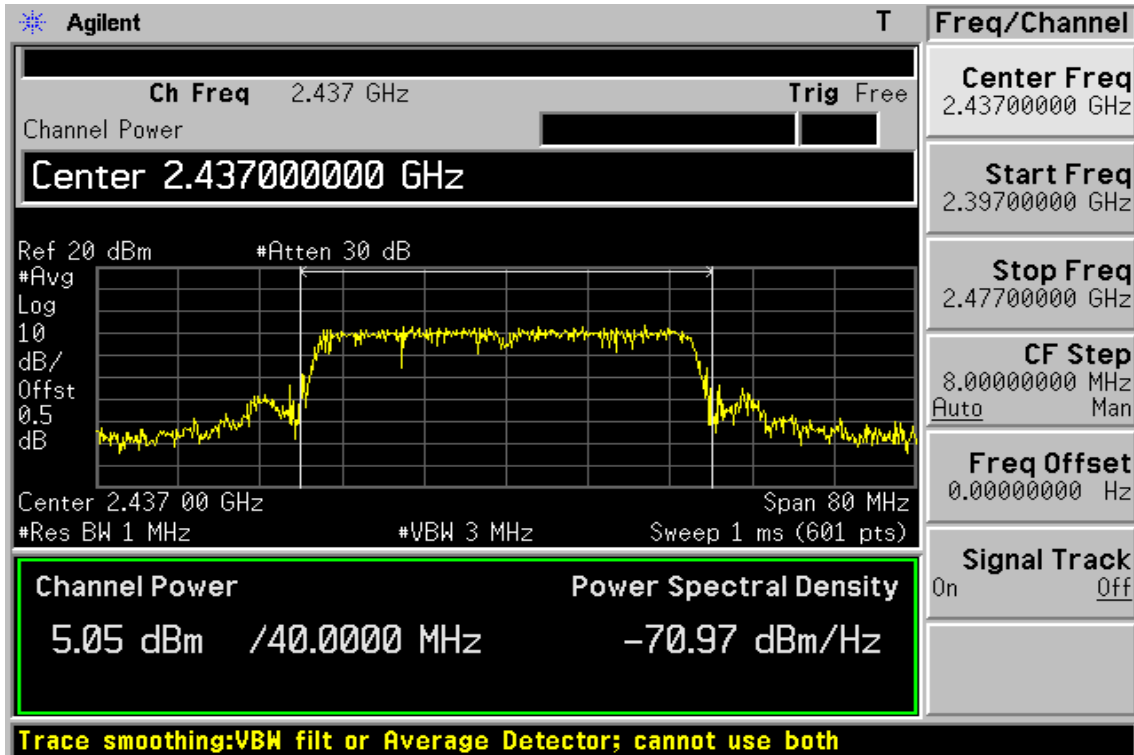 Agilent T Freq/Channel
Ch Freq 2.437 GHz Trig Free
Channel Power
Center 2.437000000 GHz
Ref 20 dBm #Atten 30 dB
#Avg
Log
10
dB/
Offst
0.5
dB
Center 2.437 00 GHz Span 80 MHz
#Res BW 1 MHz #VBW 3 MHz Sweep 1 ms (601 pts)
Channel Power Power Spectral Density
5.05 dBm /40.0000 MHz -70.97 dBm/Hz
Trace smoothing:VBW filt or Average Detector; cannot use both
Center Freq
2.43700000 GHz
Start Freq
2.39700000 GHz
Stop Freq
2.47700000 GHz
CF Step
8.00000000 MHz
Auto Man
Freq Offset
0.00000000 Hz
Signal Track
On Off